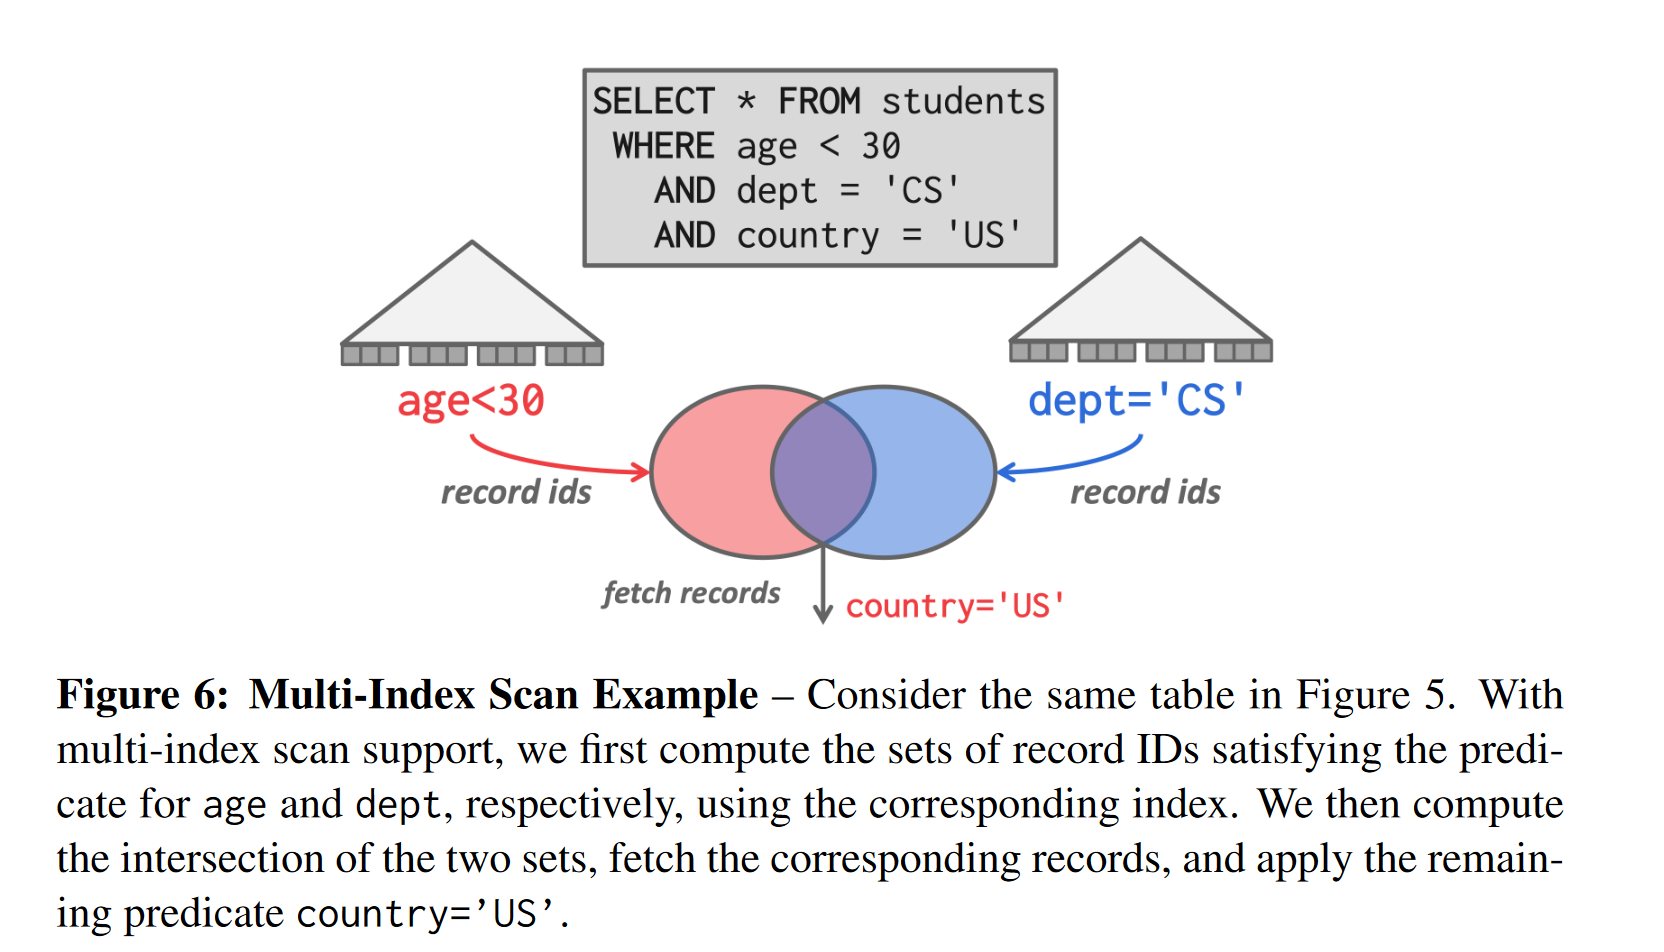 SELECT * FROM students
WHERE age < 30
AND dept = 'CS'
AND country = 'US'
age<30
dept='CS'
record ids
record ids
fetch records
country='US'
Figure 6: Multi-Index Scan Example – Consider the same table in Figure 5. With
multi-index scan support, we first compute the sets of record IDs satisfying the predi-
cate for age and dept, respectively, using the corresponding index. We then compute
the intersection of the two sets, fetch the corresponding records, and apply the remain-
ing predicate country=’US’.